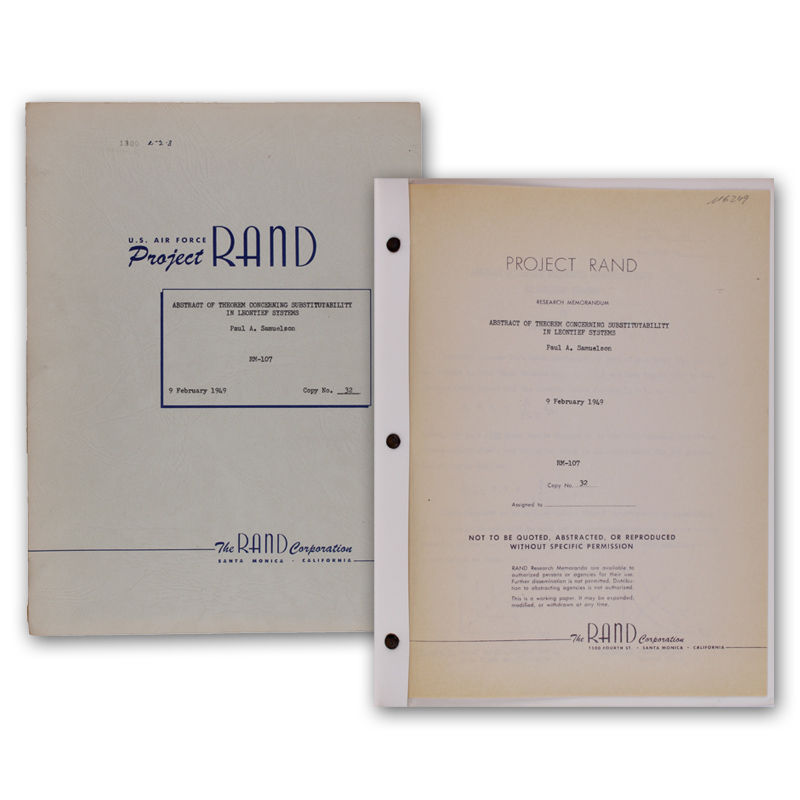 U.S. AIR FORCE
Project RAND
ABSTRACT OF THEOREM CONCERNING SUBSTITUTABILITY
IN LEONTIEF SYSTEMS
Paul A. Samuelson
RM-107
9 February 1949 Copy No. 32
The RAND Corporation
SANTA MONICA • CALIFORNIA
PROJECT RAND
RESEARCH MEMORANDUM
ABSTRACT OF THEOREM CONCERNING SUBSTITUTABILITY
IN LEONTIEF SYSTEMS
Paul A. Samuelson
9 February 1949
RM-107
Copy No. 32
Assigned to
NOT TO BE QUOTED, ABSTRACTED, OR REPRODUCED
WITHOUT SPECIFIC PERMISSION
RAND Research Memoranda are available to
authorized persons or agencies for their use.
Further dissemination is not permitted. Distribu-
tion to abstracting agencies is not authorized.
This is a working paper. It may be expanded,
modified, or withdrawn at any time.
The RAND Corporation
1500 FOURTH ST. • SANTA MONICA • CALIFORNIA